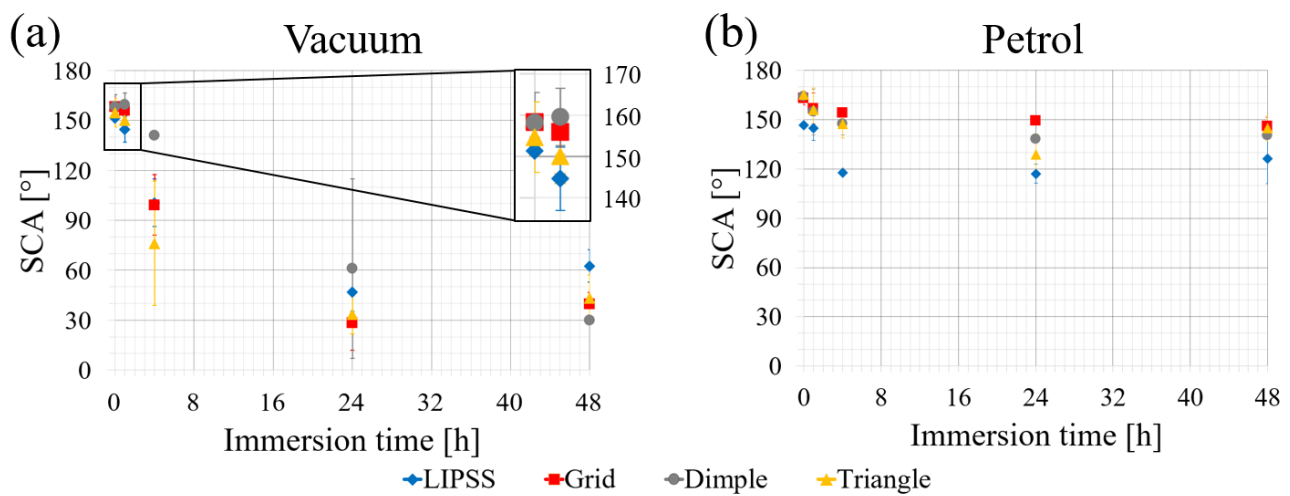 (a) Vacuum
180
150
120
90
60
30
0
SCA [°]
170
160
150
140
0 8 16 24 32 40 48
Immersion time [h]
(b) Petrol
180
150
120
90
60
30
0
SCA [°]
0 8 16 24 32 40 48
Immersion time [h]
LIPSS Grid Dimple Triangle